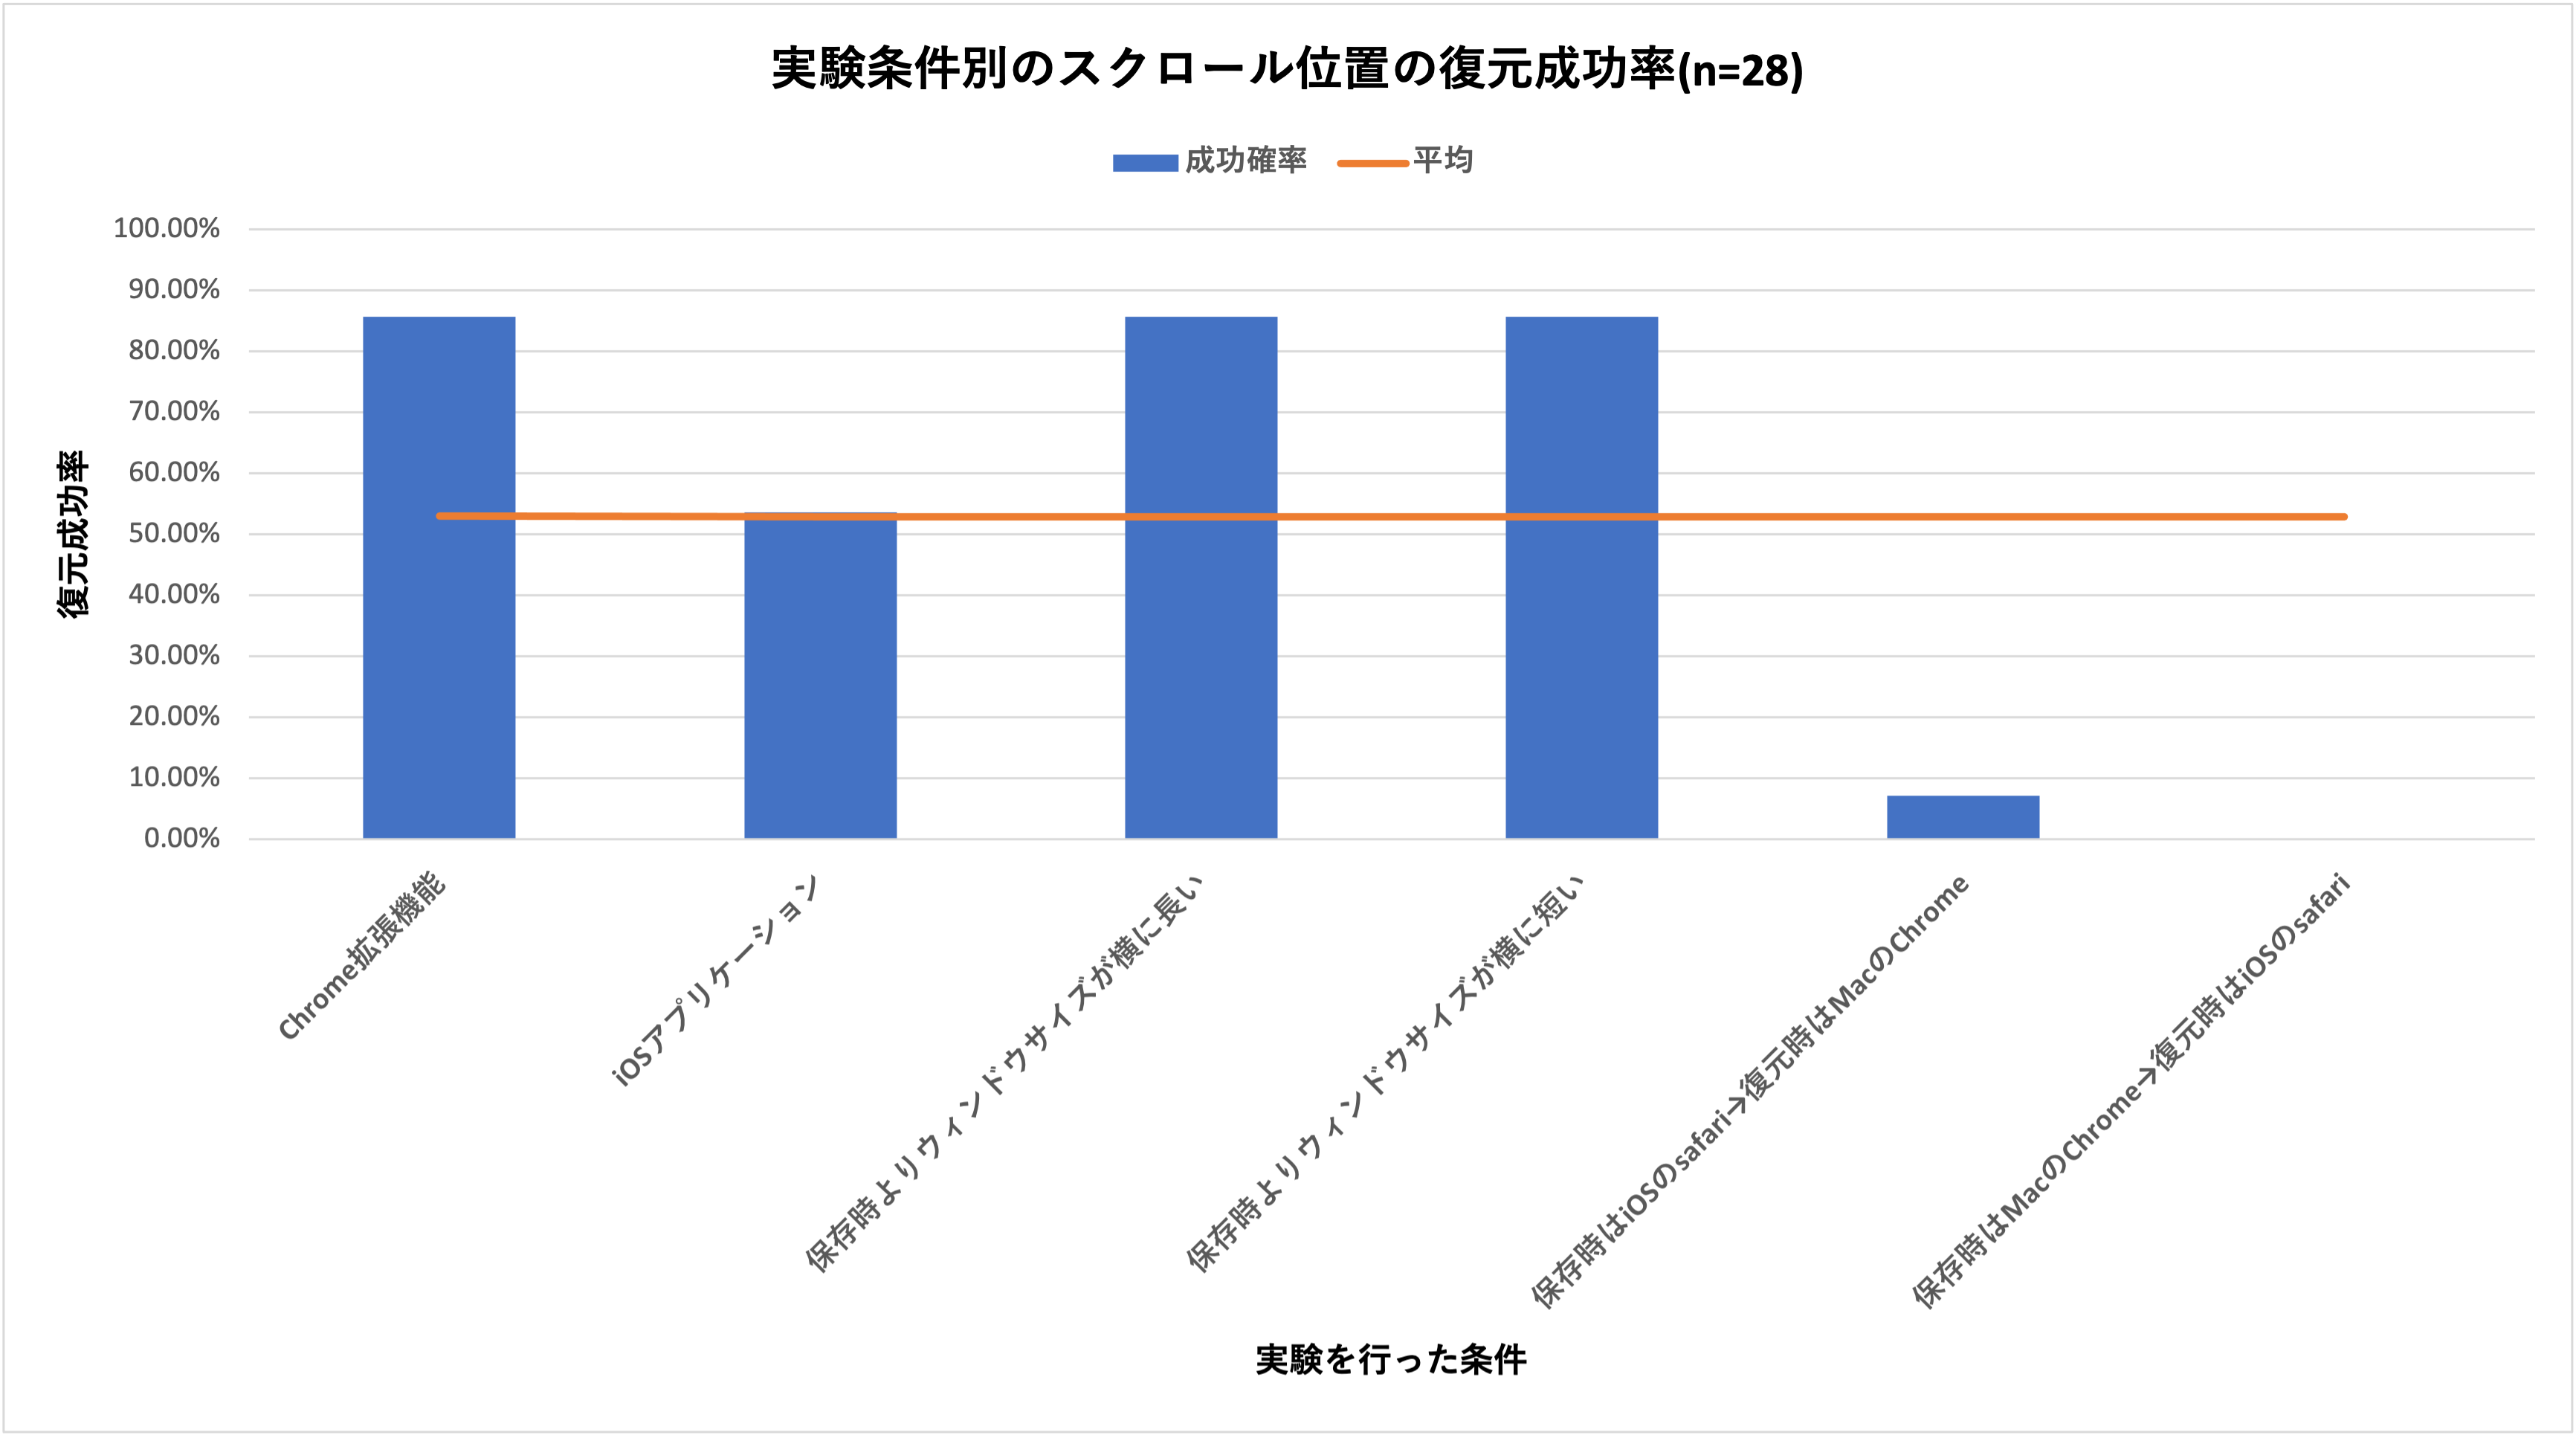 実験条件別のスクロール位置の復元成功率(n=28)
成功確率
平均
100.00%
90.00%
80.00%
70.00%
60.00%
50.00%
40.00%
30.00%
20.00%
10.00%
0.00%
復元成功率
Chrome拡張機能
iOSアプリケーション
保存時よりウィンドウサイズが横に長い
保存時よりウィンドウサイズが横に短い
保存時はiOSのsafari→復元時はMacのChrome
保存時はMacのChrome→復元時はiOSのsafari
実験を行った条件